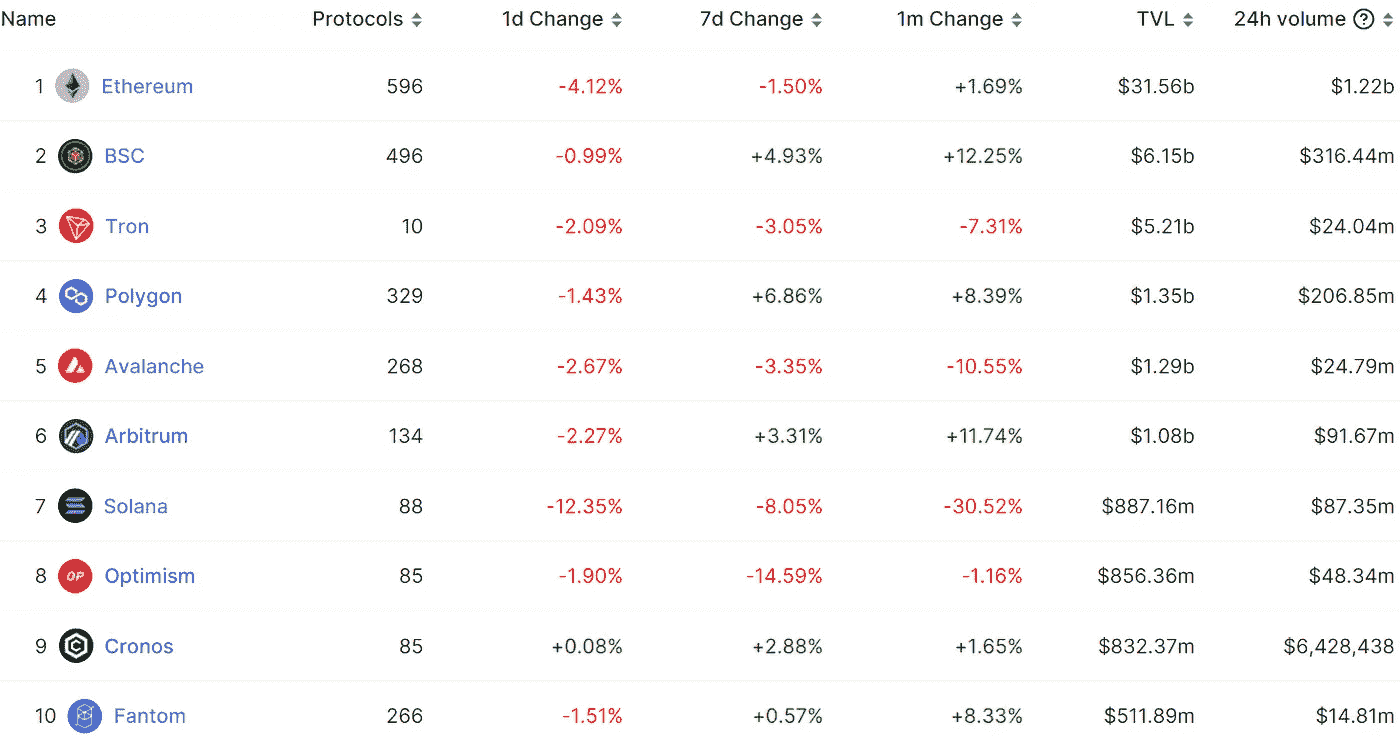 Name Protocols 1d Change 7d Change 1m Change TVL 24h volume ?
1 Ethereum 596 -4.12% -1.50% +1.69% $31.56b $1.22b
2 BSC 496 -0.99% +4.93% +12.25% $6.15b $316.44m
3 Tron 10 -2.09% -3.05% -7.31% $5.21b $24.04m
4 Polygon 329 -1.43% +6.86% +8.39% $1.35b $206.85m
5 Avalanche 268 -2.67% -3.35% -10.55% $1.29b $24.79m
6 Arbitrum 134 -2.27% +3.31% +11.74% $1.08b $91.67m
7 Solana 88 -12.35% -8.05% -30.52% $887.16m $87.35m
8 OP Optimism 85 -1.90% -14.59% -1.16% $856.36m $48.34m
9 Cronos 85 +0.08% +2.88% +1.65% $832.37m $6,428,438
10 Fantom 266 -1.51% +0.57% +8.33% $511.89m $14.81m